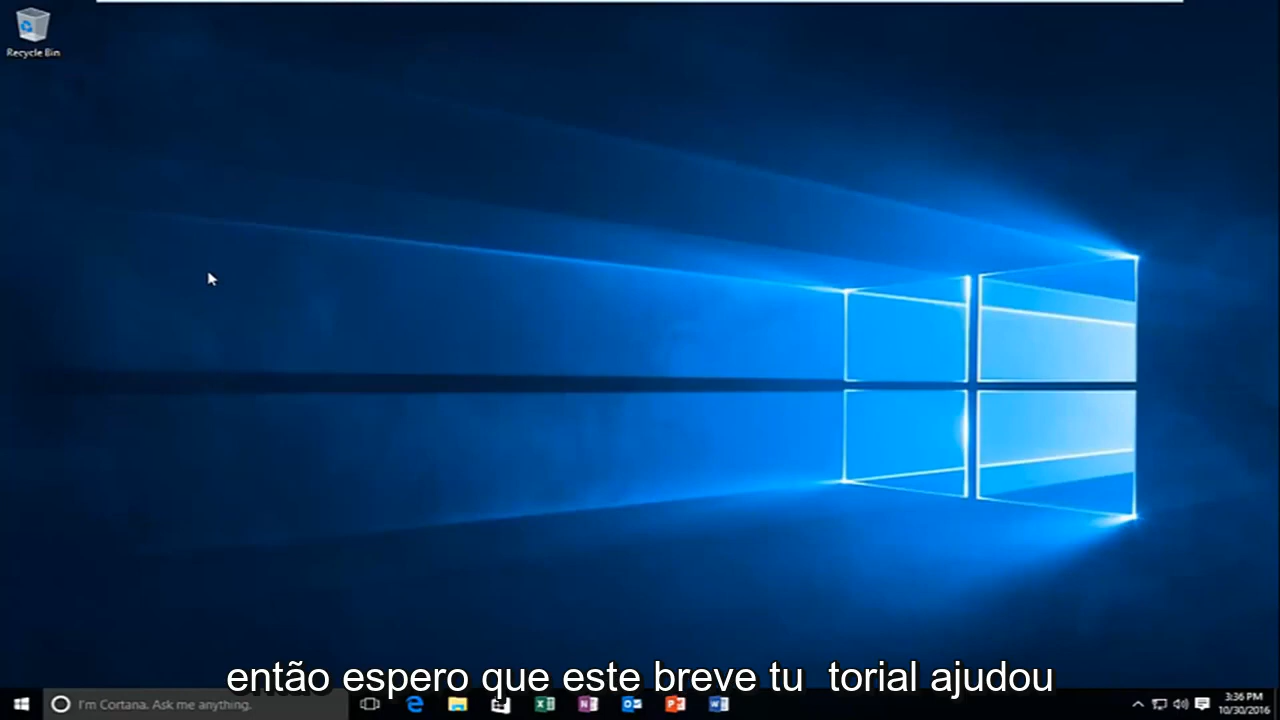 Recycle Bin
então espero que este breve tu  torial ajudou
I'm Cortana. Ask me anything.
3:36 PM
10/30/2016